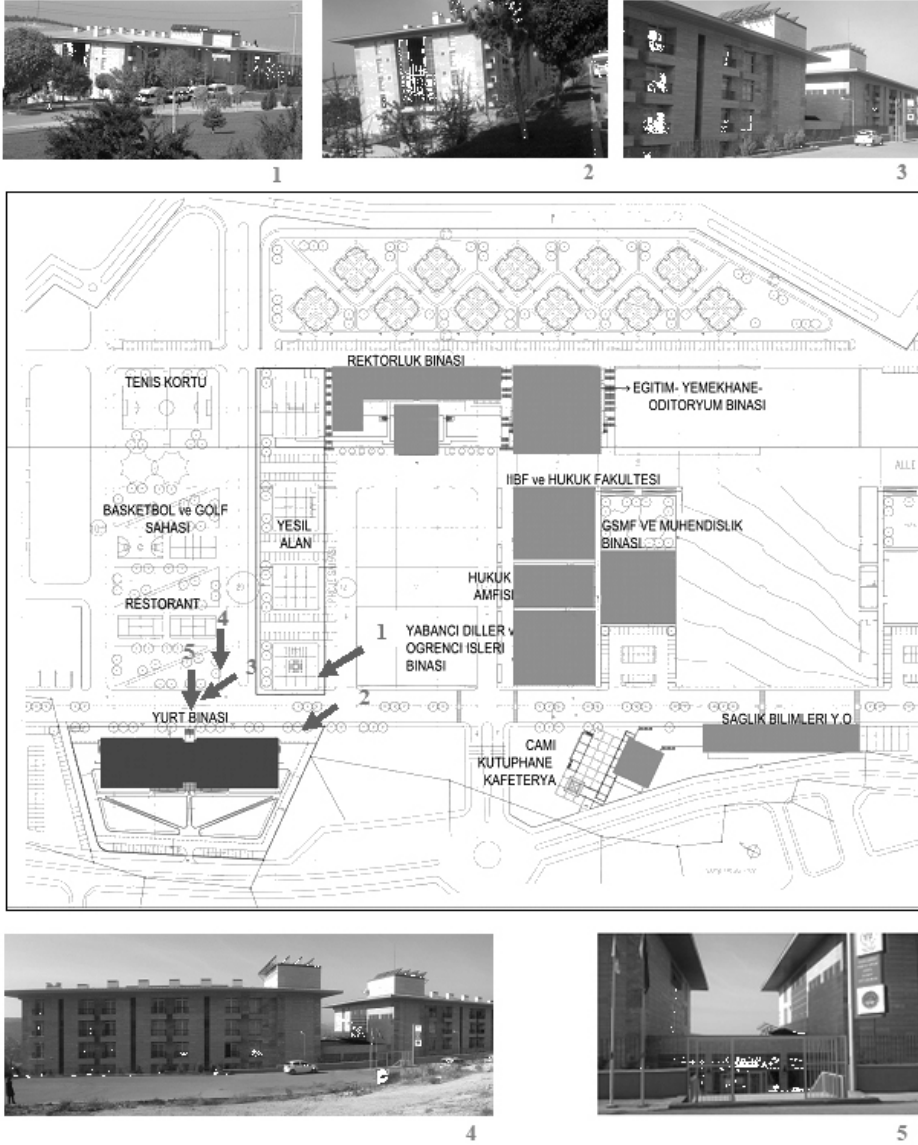 1
2
3
REKTORLUK BINASI
TENIS KORTU
EGITIM- YEMEKHANE-
ODITORYUM BINASI
ALLE
IIBF ve HUKUK FAKULTESI
BASKETBOL ve GOLF
SAHASI
YESIL
ALAN
GSMF VE MUHENDISLIK
BINASI
HUKUK
AMFISI
RESTORANT
4
1
YABANCI DILLER v
OGRENCI ISLERI
BINASI
5
3
2
YURT BINASI
SAGLIK BILIMLERI Y.O
CAMI
KUTUPHANE
KAFETERYA
4
5